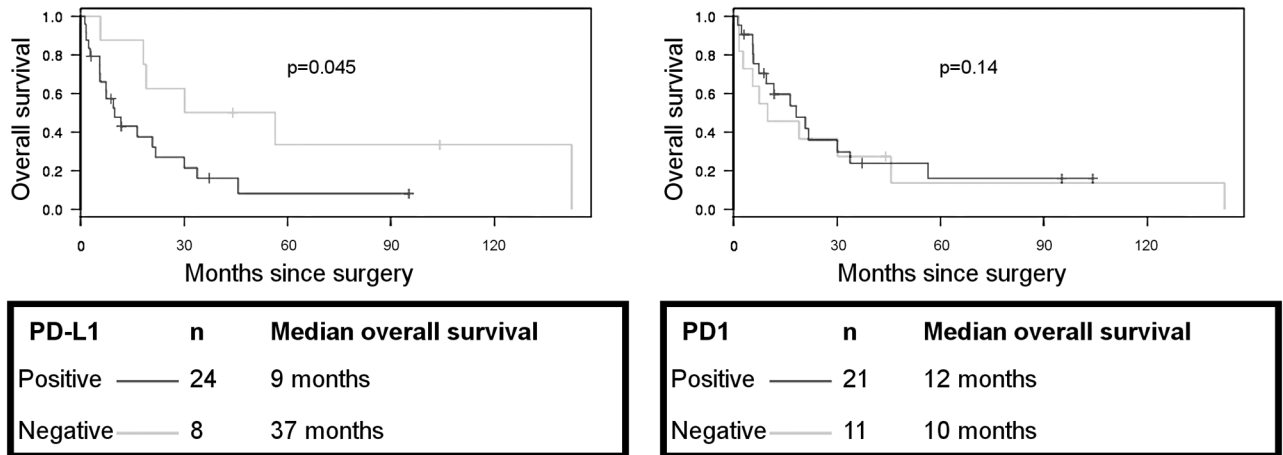 1.0
0.8
0.6
0.4
0.2
0.0
Overall survival
p=0.045
0 30 60 90 120
Months since surgery
PD-L1 n Median overall survival
Positive 24 9 months
Negative 8 37 months
1.0
0.8
0.6
0.4
0.2
0.0
Overall survival
p=0.14
0 30 60 90 120
Months since surgery
PD1 n Median overall survival
Positive 21 12 months
Negative 11 10 months